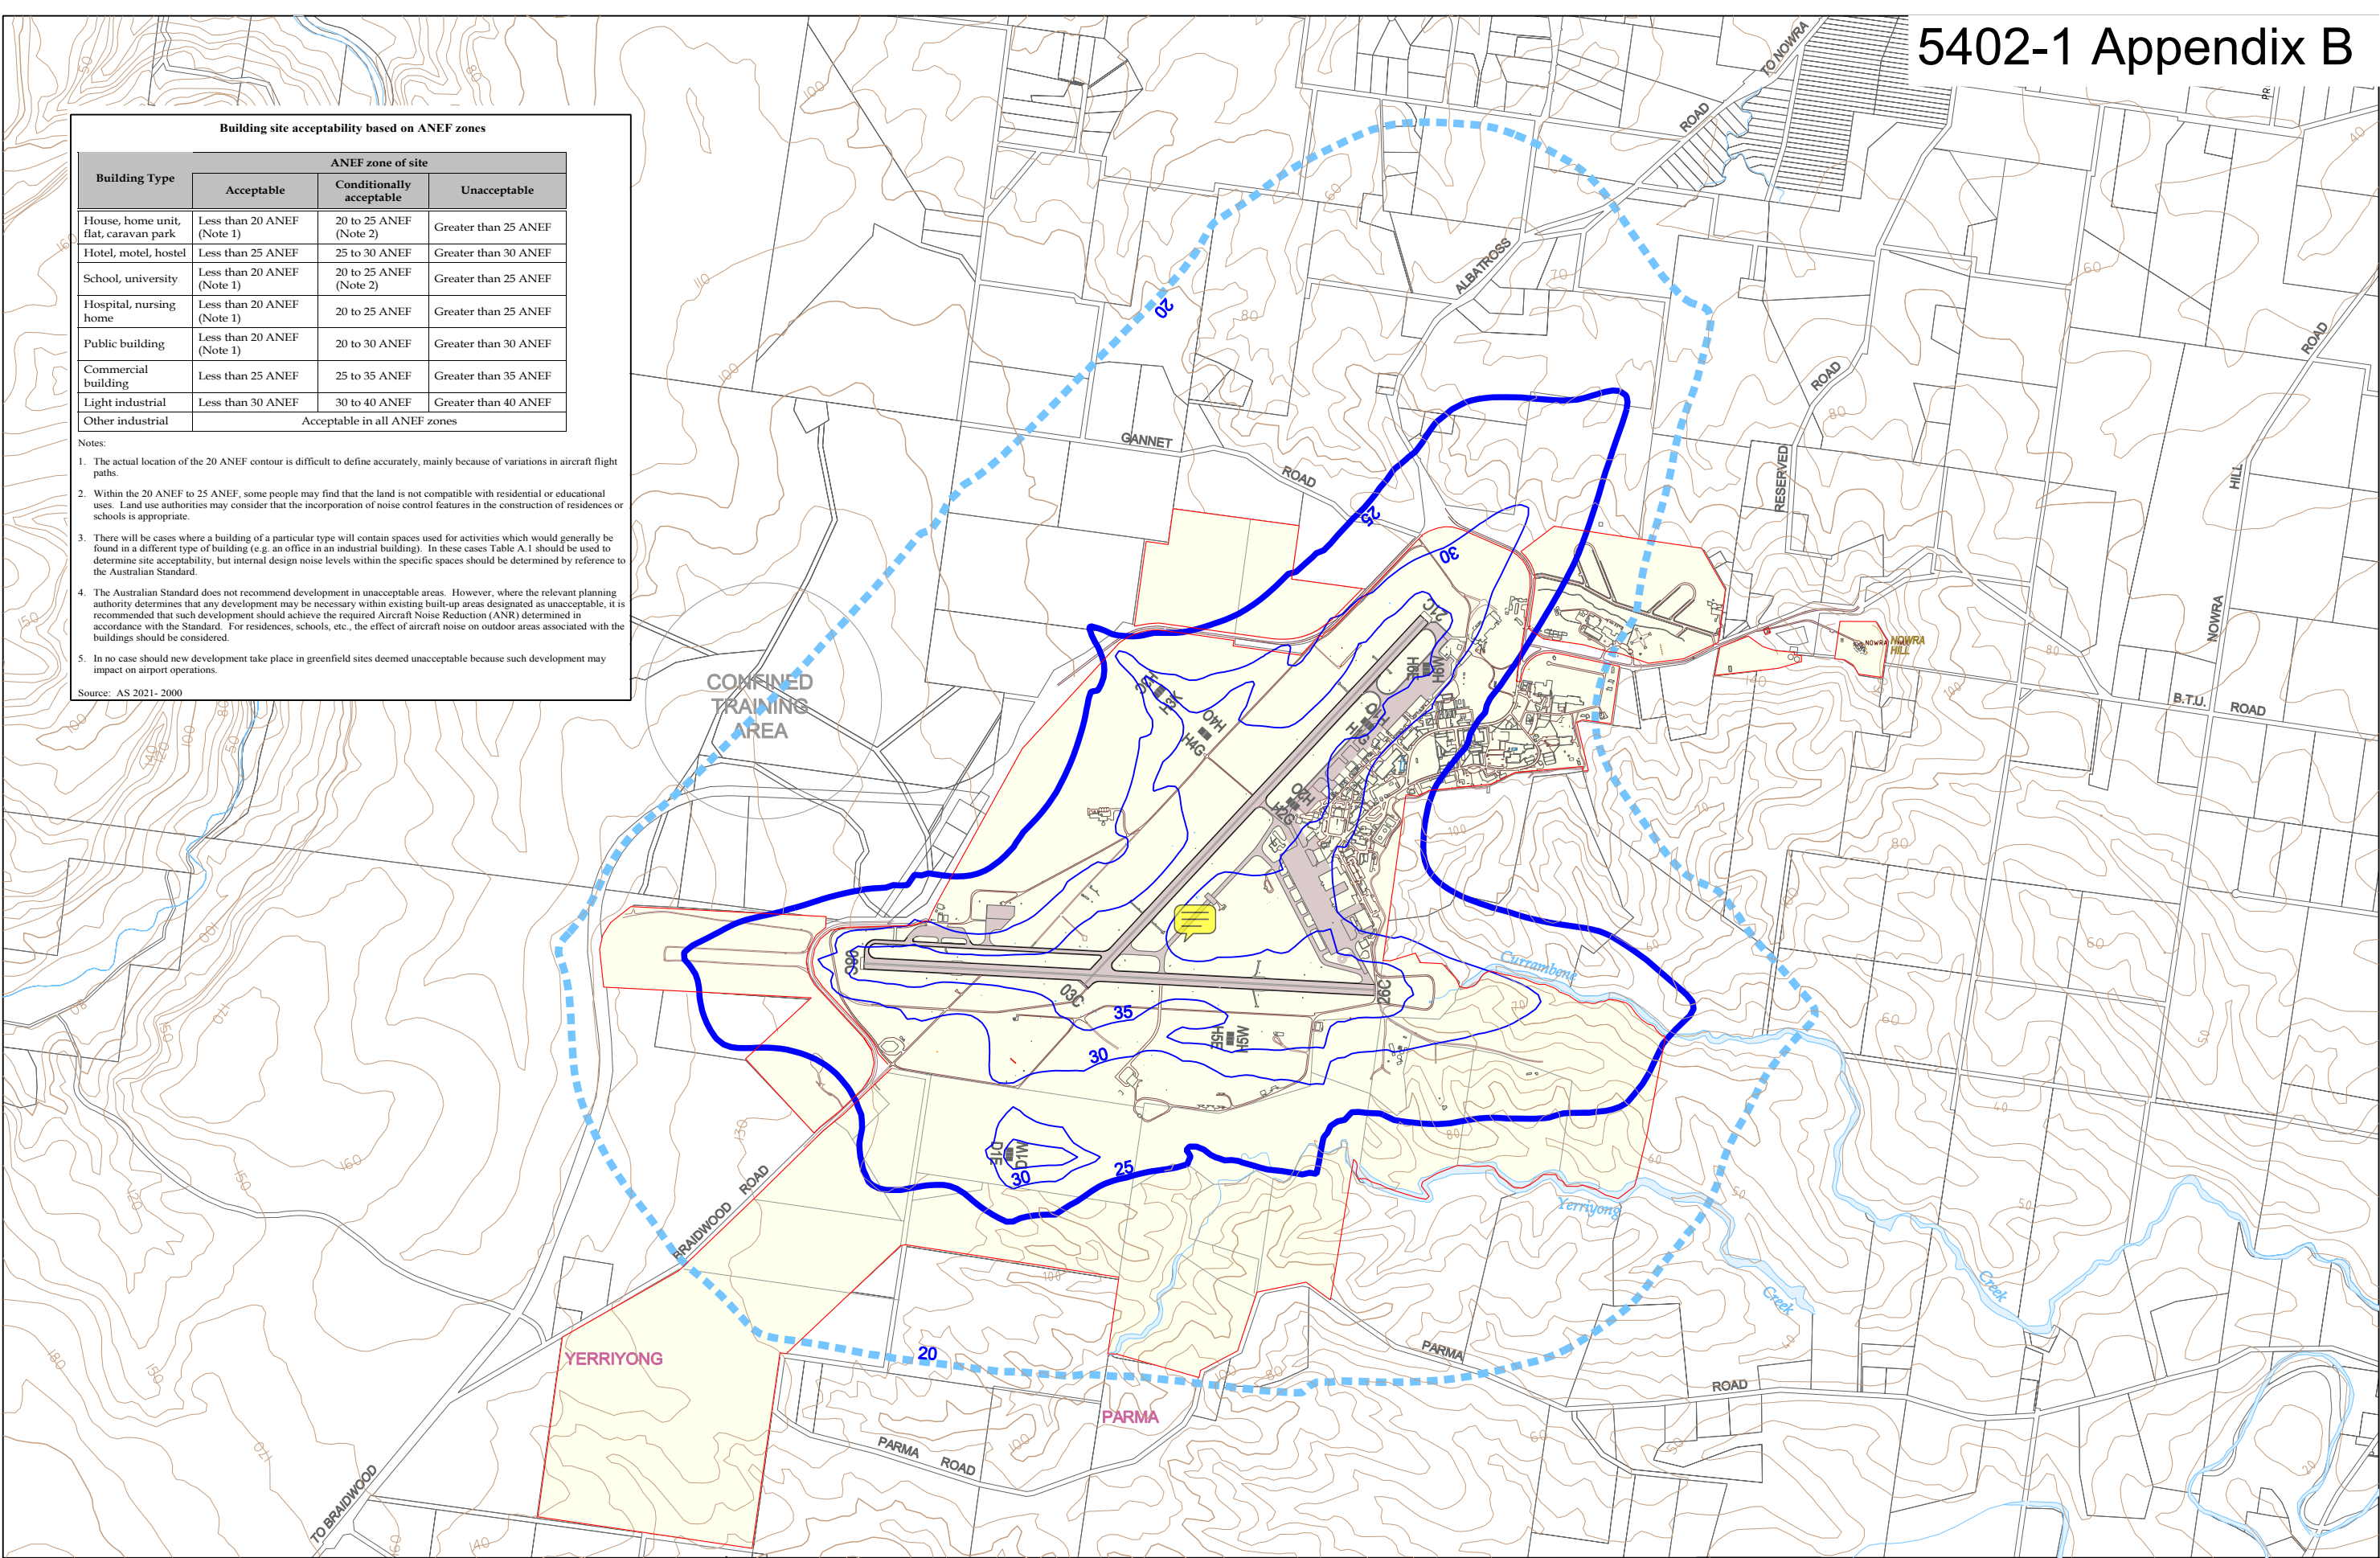 5402-1 Appendix B
Building site acceptability based on ANEF zones
Building Type
ANEF zone of site
Acceptable
Conditionally
acceptable
Unacceptable
House, home unit,
flat, caravan park
Less than 20 ANEF
(Note 1)
20 to 25 ANEF
(Note 2)
Greater than 25 ANEF
Hotel, motel, hostel
Less than 25 ANEF
25 to 30 ANEF
Greater than 30 ANEF
School, university
Less than 20 ANEF
(Note 1)
20 to 25 ANEF
(Note 2)
Greater than 25 ANEF
Hospital, nursing
home
Less than 20 ANEF
(Note 1)
20 to 25 ANEF
Greater than 25 ANEF
Public building
Less than 20 ANEF
(Note 1)
20 to 30 ANEF
Greater than 30 ANEF
Commercial
building
Less than 25 ANEF
25 to 35 ANEF
Greater than 35 ANEF
Light industrial
Less than 30 ANEF
30 to 40 ANEF
Greater than 40 ANEF
Other industrial
Acceptable in all ANEF zones
Notes:
1. The actual location of the 20 ANEF contour is difficult to define accurately, mainly because of variations in aircraft flight
paths.
2. Within the 20 ANEF to 25 ANEF, some people may find that the land is not compatible with residential or educational
uses. Land use authorities may consider that the incorporation of noise control features in the construction of residences or
schools is appropriate.
3. There will be cases where a building of a particular type will contain spaces used for activities which would generally be
found in a different type of building (e.g. an office in an industrial building). In these cases Table A.1 should be used to
determine site acceptability, but internal design noise levels within the specific spaces should be determined by reference to
the Australian Standard.
4. The Australian Standard does not recommend development in unacceptable areas. However, where the relevant planning
authority determines that any development may be necessary within existing built-up areas designated as unacceptable, it is
recommended that such development should achieve the required Aircraft Noise Reduction (ANR) determined in
accordance with the Standard. For residences, schools, etc., the effect of aircraft noise on outdoor areas associated with the
buildings should be considered.
5. In no case should new development take place in greenfield sites deemed unacceptable because such development may
impact on airport operations.
Source: AS 2021- 2000
TO NOWRA
ROAD
ALBATROSS
20
GANNET
ROAD
25
30
RESERVED
ROAD
NOWRA
HILL
ROAD
NOWRA
HILL
B.T.U.
ROAD
CONFINED
TRAINING
AREA
21C
H3K
H4O
H4G
H6E
W6H
H1O
H1G
H2O
H2G
08C
03C
26C
35
30
H5E
W5H
D1E
D1W
30
25
Currambene
Creek
Yerriyong
Creek
BRAIDWOOD
ROAD
TO BRAIDWOOD
YERRIYONG
20
PARMA
PARMA
ROAD
PARMA
ROAD